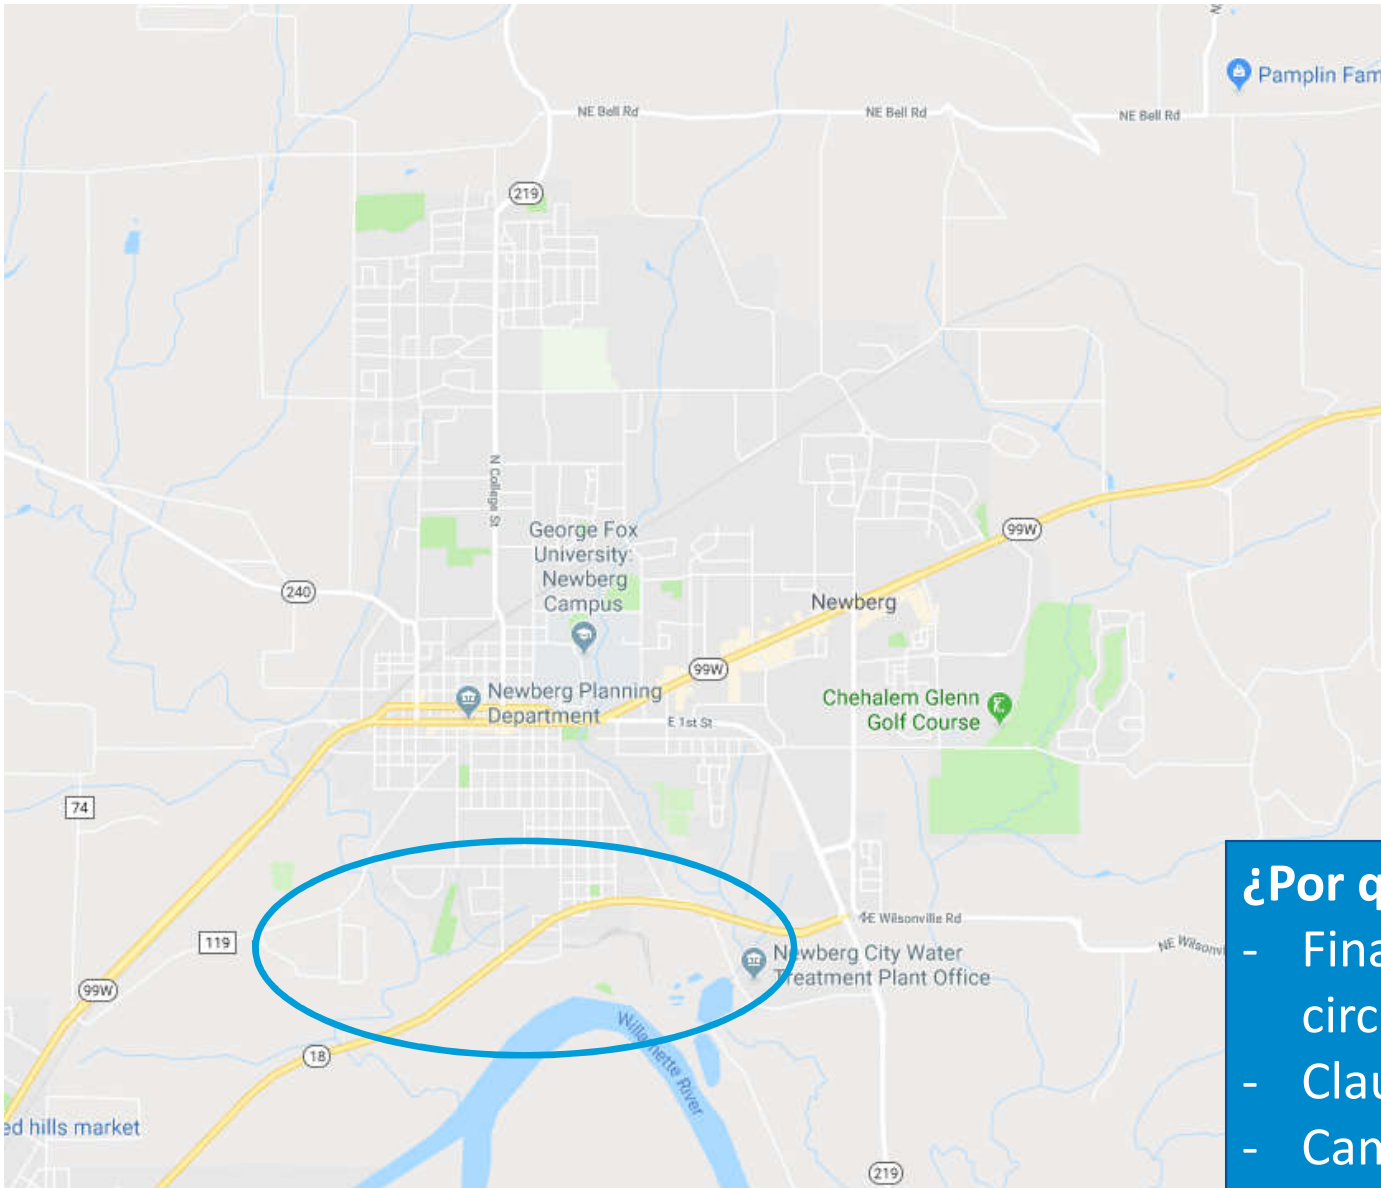 Pamplin Fam
NE Bell Rd
NE Bell Rd
NE Bell Rd
219
N College St
George Fox
University:
Newberg
Campus
99W
240
Newberg
99W
Newberg Planning
Department
Chehalem Glenn
Golf Course
E 1st St
74
¿Por q
- Fina
circ
- Clau
- Cam
NE Wilsonville Rd
119
Newberg City Water
Treatment Plant Office
NE Wilsonv
99W
Willamette River
18
ed hills market
219